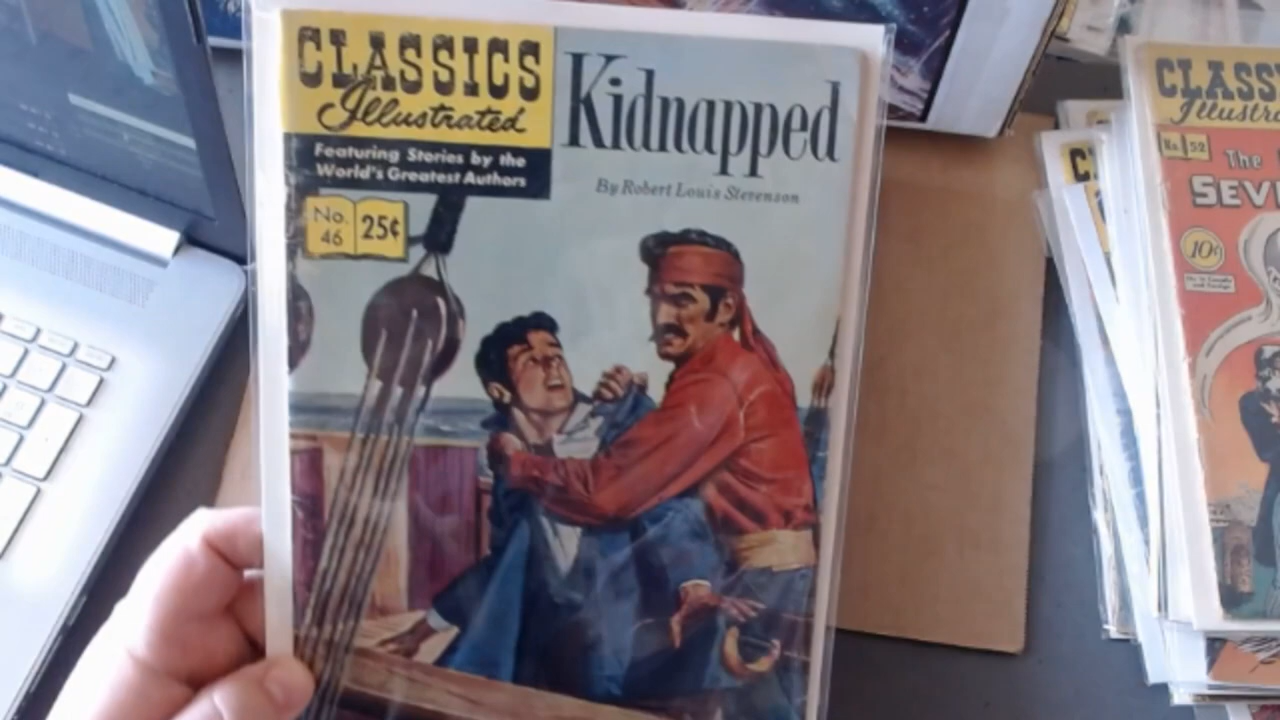 CLASSICS
Illustrated
Featuring Stories by the
World's Greatest Authors
No.
46
25¢
Kidnapped
By Robert Louis Stevenson
CLASS
Illustra
No. 52
The
SEV
10¢